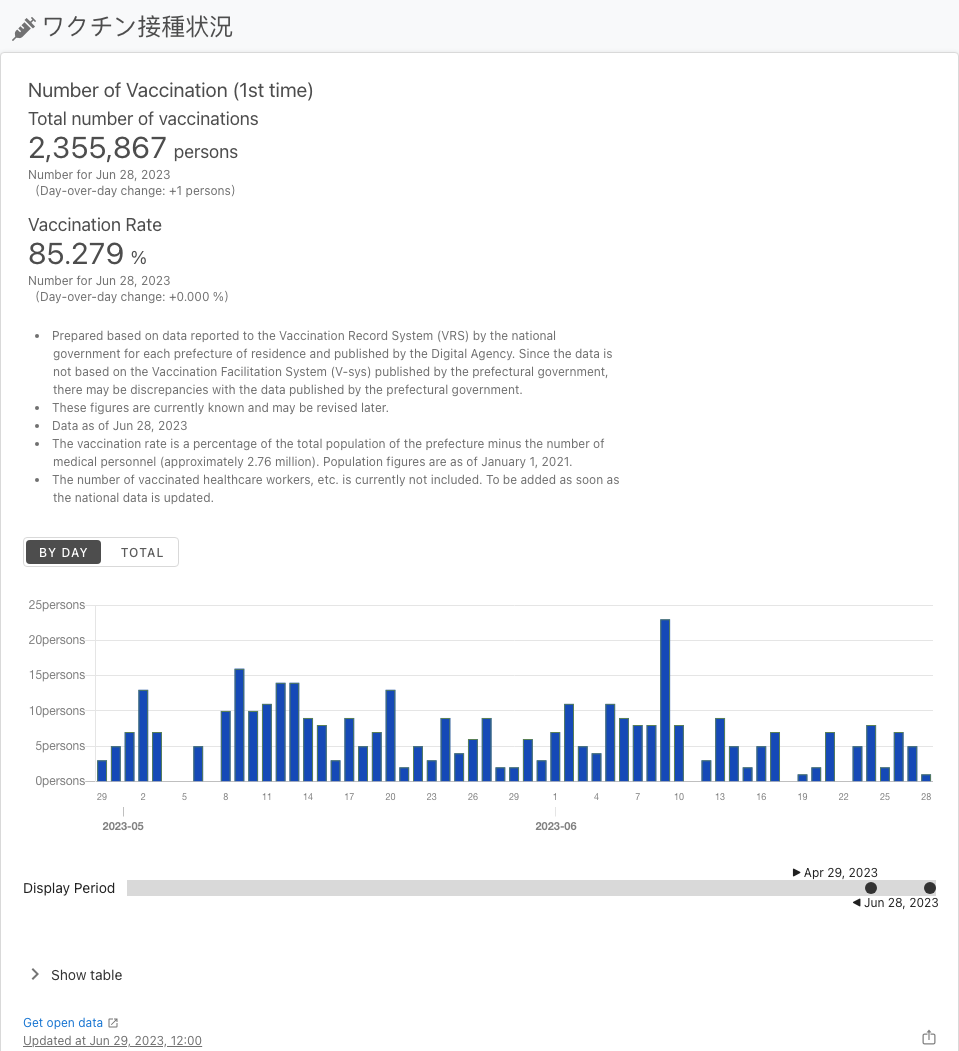 ワクチン接種状況
Number of Vaccination (1st time)
Total number of vaccinations
2,355,867 persons
Number for Jun 28, 2023
(Day-over-day change: +1 persons)
Vaccination Rate
85.279 %
Number for Jun 28, 2023
(Day-over-day change: +0.000 %)
• Prepared based on data reported to the Vaccination Record System (VRS) by the national
government for each prefecture of residence and published by the Digital Agency. Since the data is
not based on the Vaccination Facilitation System (V-sys) published by the prefectural government,
there may be discrepancies with the data published by the prefectural government.
• These figures are currently known and may be revised later.
• Data as of Jun 28, 2023
• The vaccination rate is a percentage of the total population of the prefecture minus the number of
medical personnel (approximately 2.76 million). Population figures are as of January 1, 2021.
• The number of vaccinated healthcare workers, etc. is currently not included. To be added as soon as
the national data is updated.
BY DAY TOTAL
25persons
20persons
15persons
10persons
5persons
0persons
29 2 5 8 11 14 17 20 23 26 29 1 4 7 10 13 16 19 22 25 28
2023-05 2023-06
▶ Apr 29, 2023
Display Period
◀ Jun 28, 2023
Show table
Get open data
Updated at Jun 29, 2023, 12:00